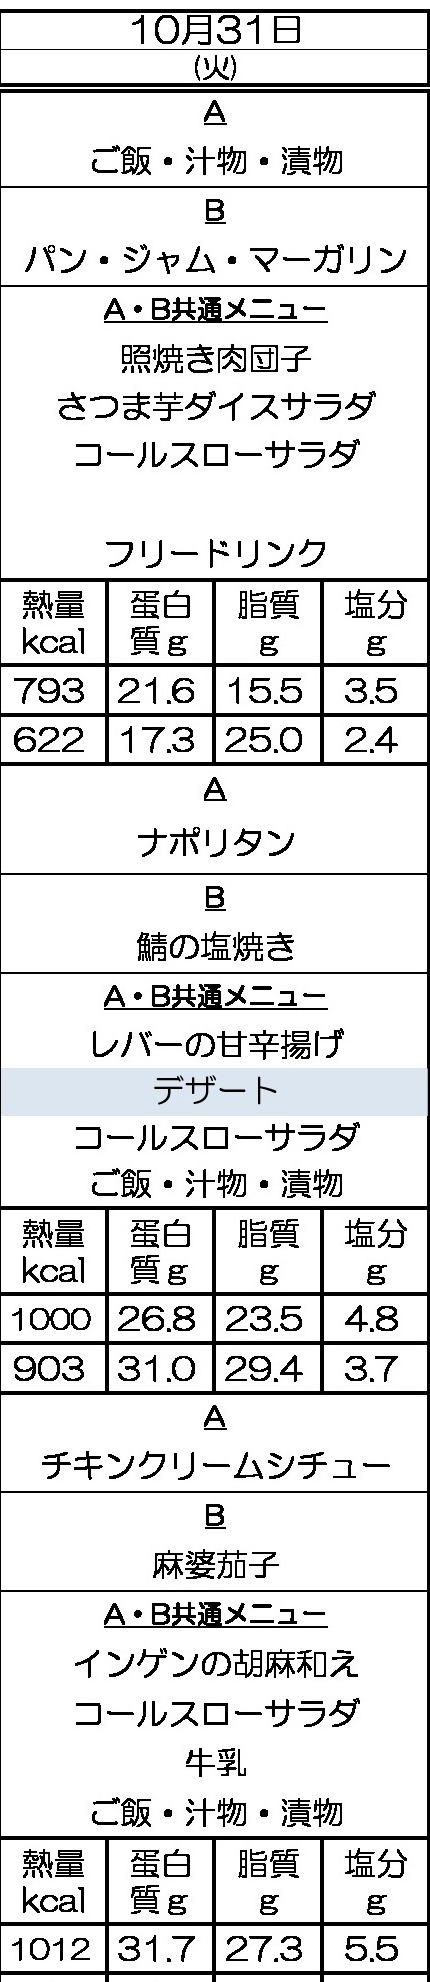 10月31日
(火)
A
ご飯・汁物・漬物
B
パン・ジャム・マーガリン
A・B共通メニュー
照焼き肉団子
さつま芋ダイスサラダ
コールスローサラダ
フリードリンク
熱量 蛋白 脂質 塩分
kcal 質g g g
793 21.6 15.5 3.5
622 17.3 25.0 2.4
A
ナポリタン
B
鯖の塩焼き
A・B共通メニュー
レバーの甘辛揚げ
デザート
コールスローサラダ
ご飯・汁物・漬物
熱量 蛋白 脂質 塩分
kcal 質g g g
1000 26.8 23.5 4.8
903 31.0 29.4 3.7
A
チキンクリームシチュー
B
麻婆茄子
A・B共通メニュー
インゲンの胡麻和え
コールスローサラダ
牛乳
ご飯・汁物・漬物
熱量 蛋白 脂質 塩分
kcal 質g g g
1012 31.7 27.3 5.5